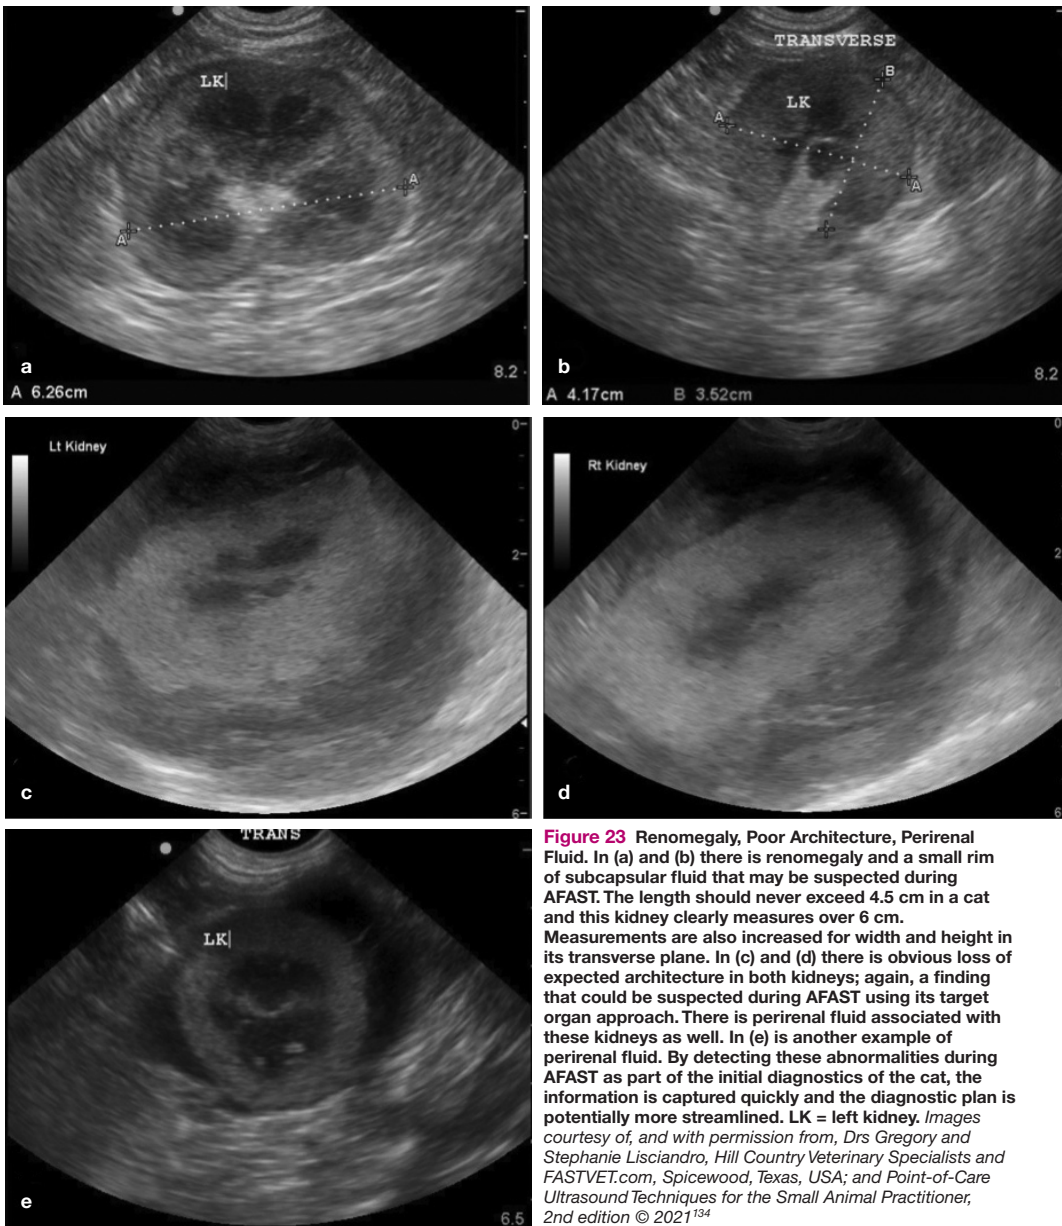 LK
A
A
a
8.2
A 6.26cm
TRANSVERSE
B
LK
A
A
b
8.2
A 4.17cm B 3.52cm
Lt Kidney
0
2
c
6
Rt Kidney
0
2
d
6
TRANS
LK
e
6.5
Figure 23 Renomegaly, Poor Architecture, Perirenal
Fluid. In (a) and (b) there is renomegaly and a small rim
of subcapsular fluid that may be suspected during
AFAST. The length should never exceed 4.5 cm in a cat
and this kidney clearly measures over 6 cm.
Measurements are also increased for width and height in
its transverse plane. In (c) and (d) there is obvious loss of
expected architecture in both kidneys; again, a finding
that could be suspected during AFAST using its target
organ approach. There is perirenal fluid associated with
these kidneys as well. In (e) is another example of
perirenal fluid. By detecting these abnormalities during
AFAST as part of the initial diagnostics of the cat, the
information is captured quickly and the diagnostic plan is
potentially more streamlined. LK = left kidney. Images
courtesy of, and with permission from, Drs Gregory and
Stephanie Lisciandro, Hill Country Veterinary Specialists and
FASTVET.com, Spicewood, Texas, USA; and Point-of-Care
Ultrasound Techniques for the Small Animal Practitioner,
2nd edition © 2021¹³⁴